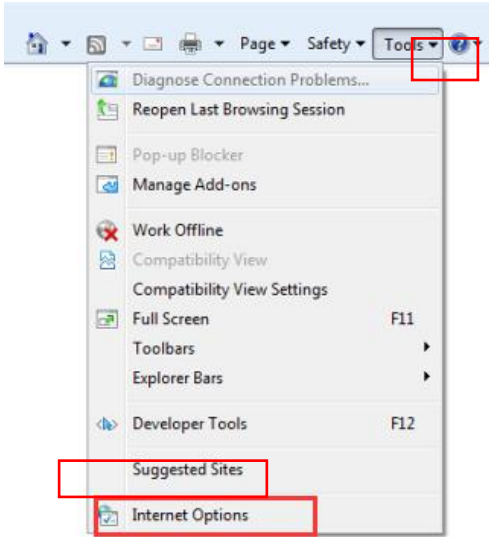 Page Safety Tools
Diagnose Connection Problems...
Reopen Last Browsing Session
Pop-up Blocker
Manage Add-ons
Work Offline
Compatibility View
Compatibility View Settings
Full Screen F11
Toolbars
Explorer Bars
Developer Tools F12
Suggested Sites
Internet Options